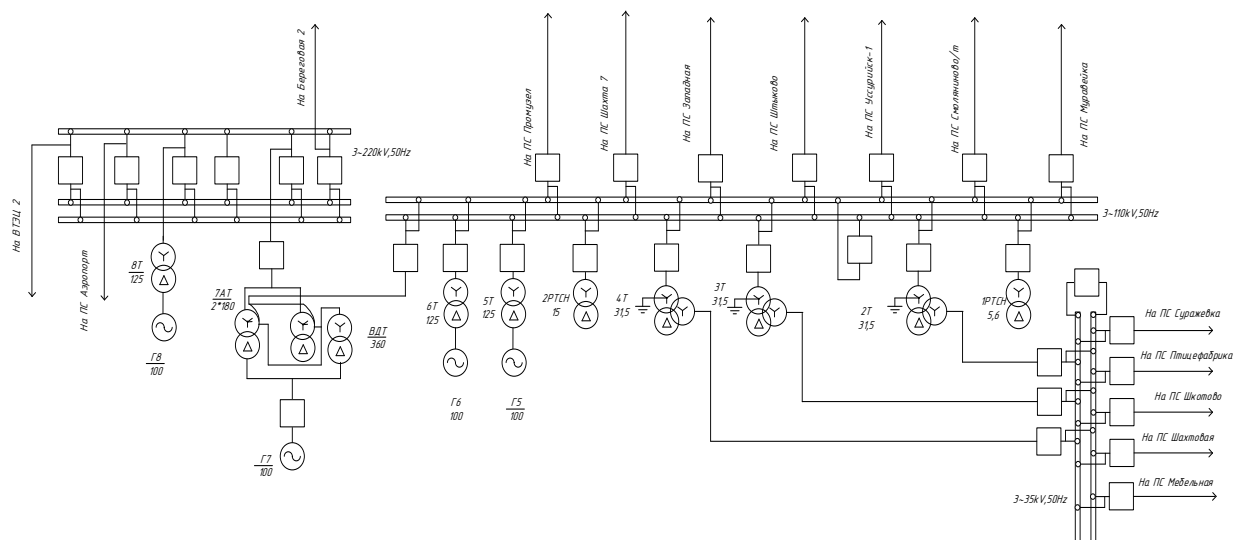 На Береговая 2
3~220kV,50Hz
На ВТЭЦ 2
На ПС Аэропорт
8Т
125
Г8
100
7АТ
2*180
ВДТ
360
Г7
100
На ПС Промузел
На ПС Шахта 7
На ПС Западная
На ПС Штыково
На ПС Уссурийск-1
На ПС Смоляниново/т
На ПС Муравейка
3~110kV,50Hz
6Т
125
5Т
125
2РТСН
15
4Т
31,5
3Т
31,5
2Т
31,5
1РТСН
5,6
Г6
100
Г5
100
На ПС Суражевка
На ПС Птицефабрика
На ПС Шкотово
На ПС Шахтовая
На ПС Мебельная
3~35kV,50Hz